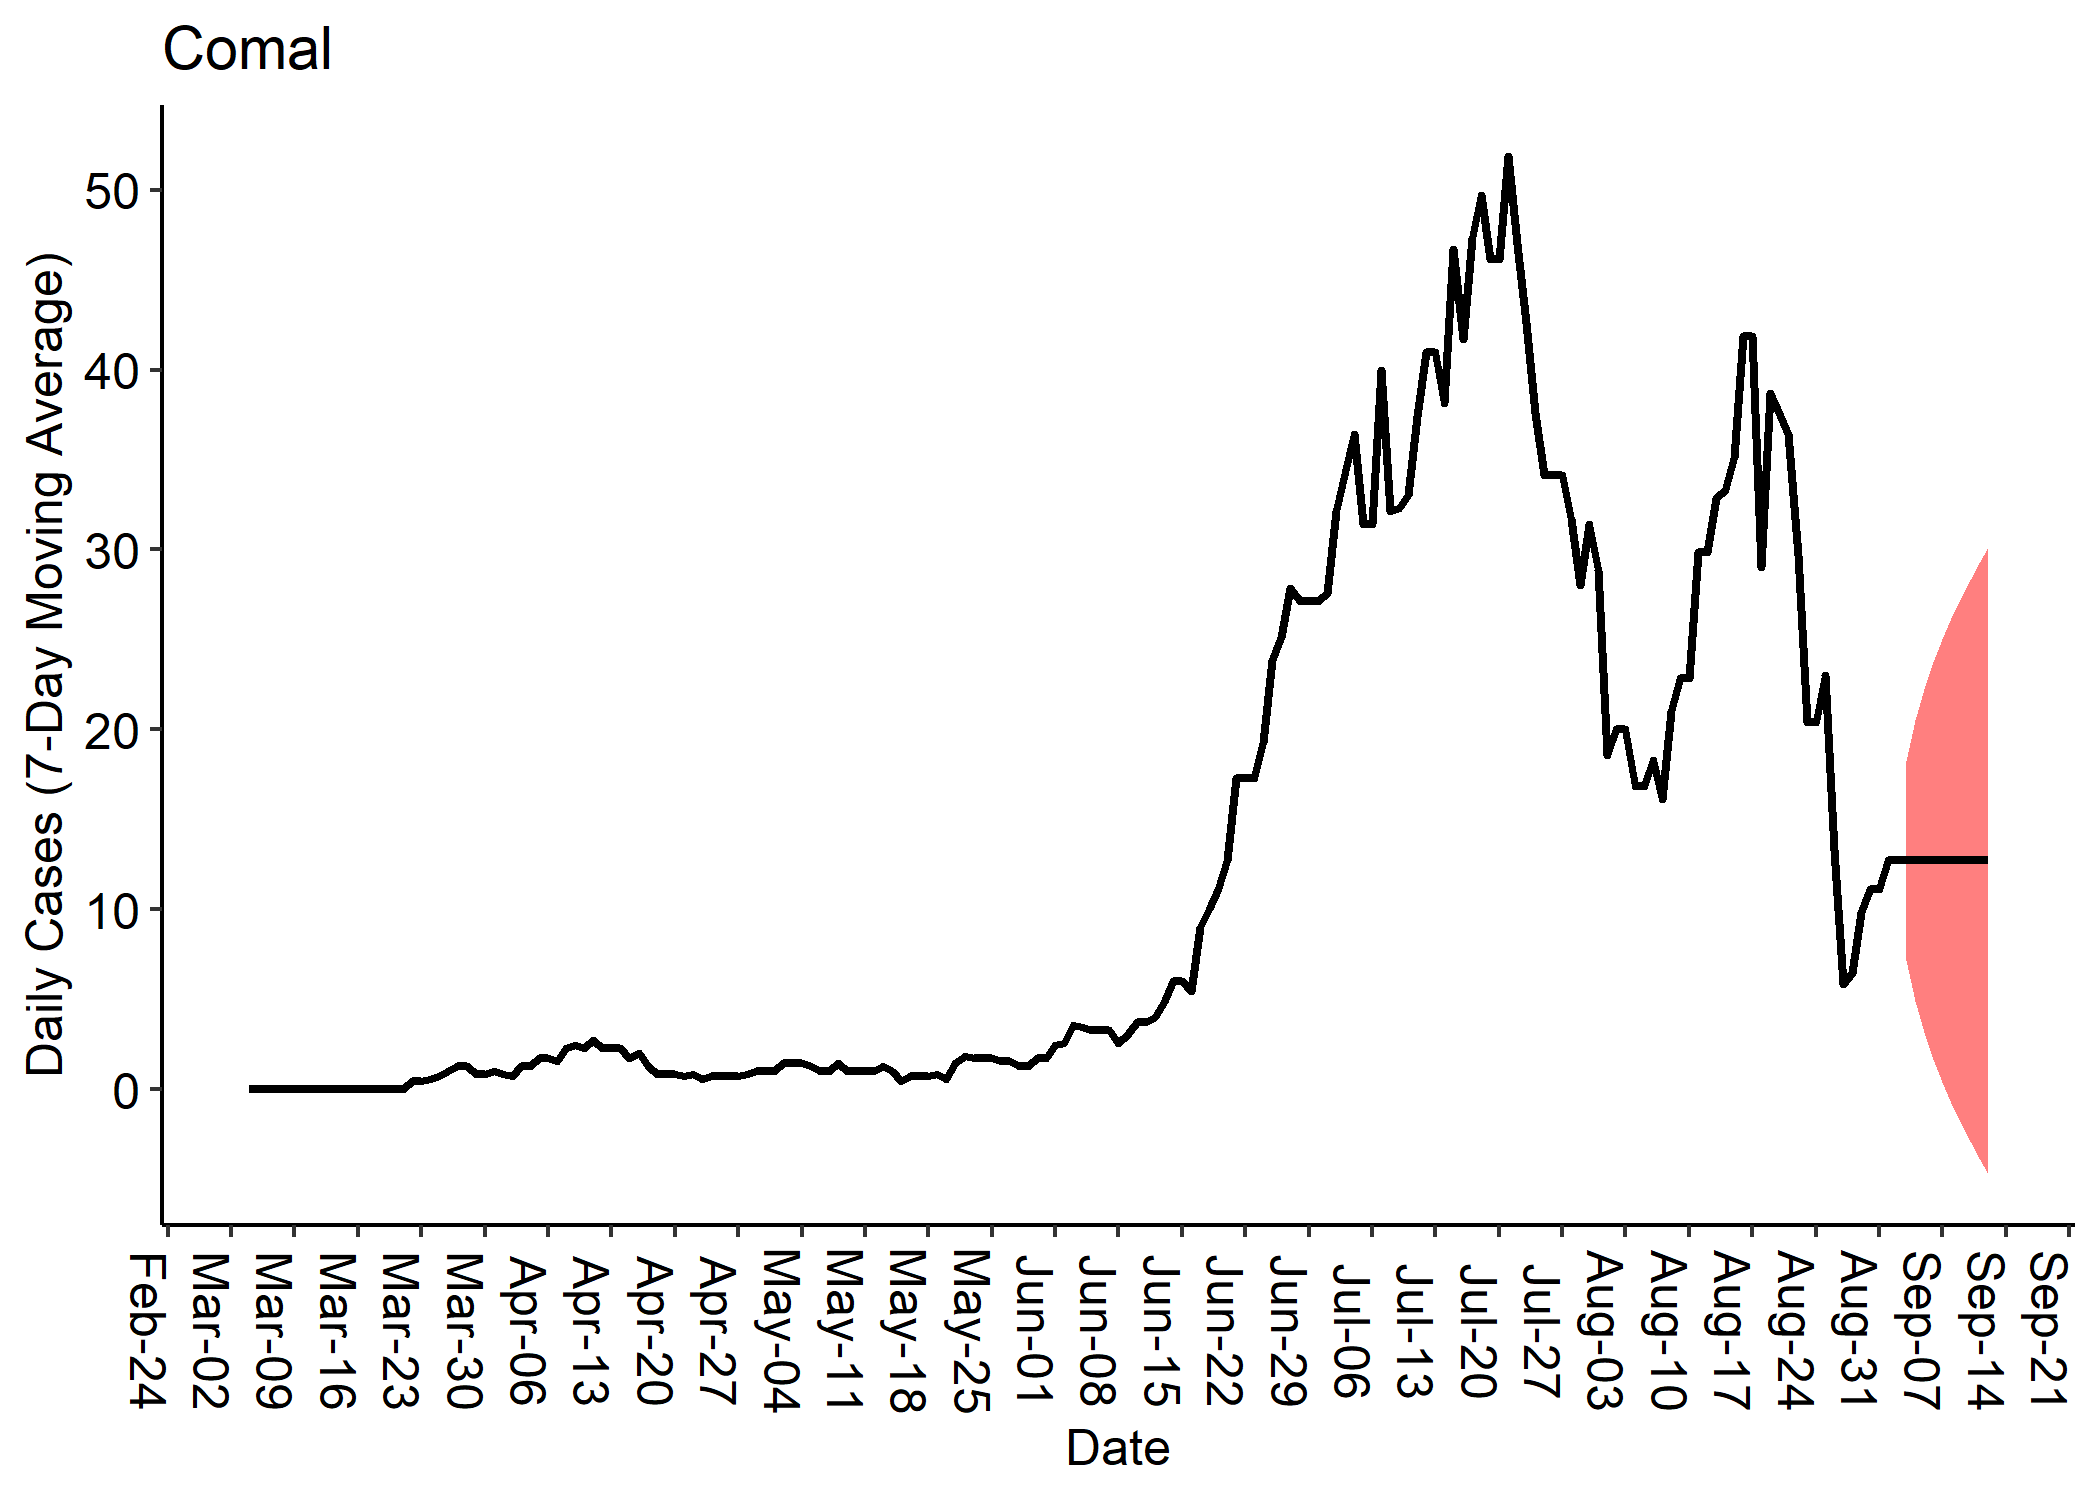 Comal
Daily Cases (7-Day Moving Average)
50
40
30
20
10
0
Feb-24
Mar-02
Mar-09
Mar-16
Mar-23
Mar-30
Apr-06
Apr-13
Apr-20
Apr-27
May-04
May-11
May-18
May-25
Jun-01
Jun-08
Jun-15
Jun-22
Jun-29
Jul-06
Jul-13
Jul-20
Jul-27
Aug-03
Aug-10
Aug-17
Aug-24
Aug-31
Sep-07
Sep-14
Sep-21
Date